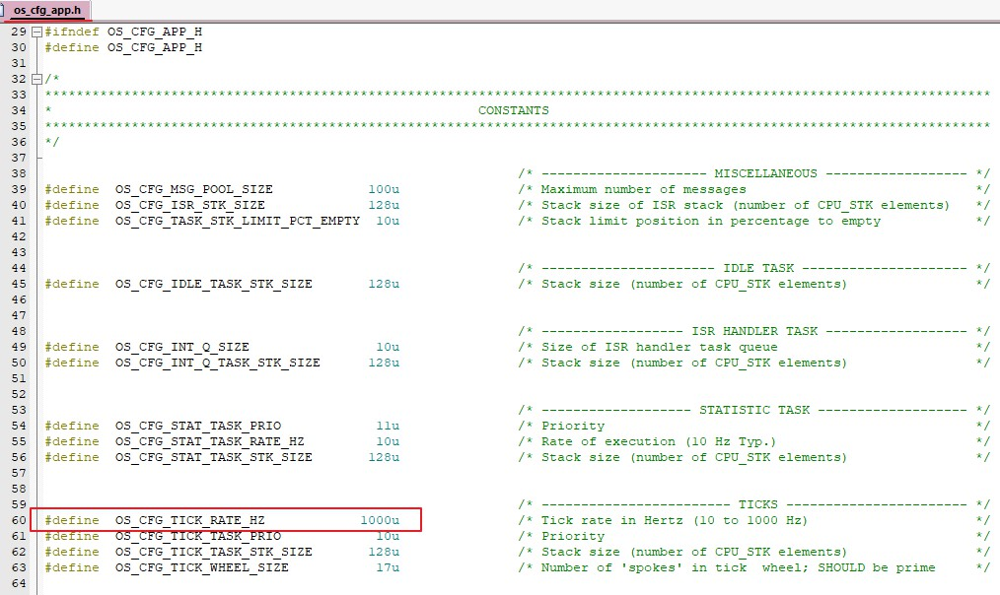 os_cfg_app.h
29 #ifndef OS_CFG_APP_H
30 #define OS_CFG_APP_H
31
32 /*
33 ************************************************************************************************************************
34 * CONSTANTS
35 ************************************************************************************************************************
36 */
37
38 /* --------------------- MISCELLANEOUS ------------------ */
39 #define OS_CFG_MSG_POOL_SIZE 100u /* Maximum number of messages */
40 #define OS_CFG_ISR_STK_SIZE 128u /* Stack size of ISR stack (number of CPU_STK elements) */
41 #define OS_CFG_TASK_STK_LIMIT_PCT_EMPTY 10u /* Stack limit position in percentage to empty */
42
43
44 /* ---------------------- IDLE TASK --------------------- */
45 #define OS_CFG_IDLE_TASK_STK_SIZE 128u /* Stack size (number of CPU_STK elements) */
46
47
48 /* ------------------ ISR HANDLER TASK ------------------ */
49 #define OS_CFG_INT_Q_SIZE 10u /* Size of ISR handler task queue */
50 #define OS_CFG_INT_Q_TASK_STK_SIZE 128u /* Stack size (number of CPU_STK elements) */
51
52
53 /* ------------------- STATISTIC TASK ------------------- */
54 #define OS_CFG_STAT_TASK_PRIO 11u /* Priority */
55 #define OS_CFG_STAT_TASK_RATE_HZ 10u /* Rate of execution (10 Hz Typ.) */
56 #define OS_CFG_STAT_TASK_STK_SIZE 128u /* Stack size (number of CPU_STK elements) */
57
58
59 /* ------------------------ TICKS ----------------------- */
60 #define OS_CFG_TICK_RATE_HZ 1000u /* Tick rate in Hertz (10 to 1000 Hz) */
61 #define OS_CFG_TICK_TASK_PRIO 10u /* Priority */
62 #define OS_CFG_TICK_TASK_STK_SIZE 128u /* Stack size (number of CPU_STK elements) */
63 #define OS_CFG_TICK_WHEEL_SIZE 17u /* Number of 'spokes' in tick  wheel; SHOULD be prime */
64